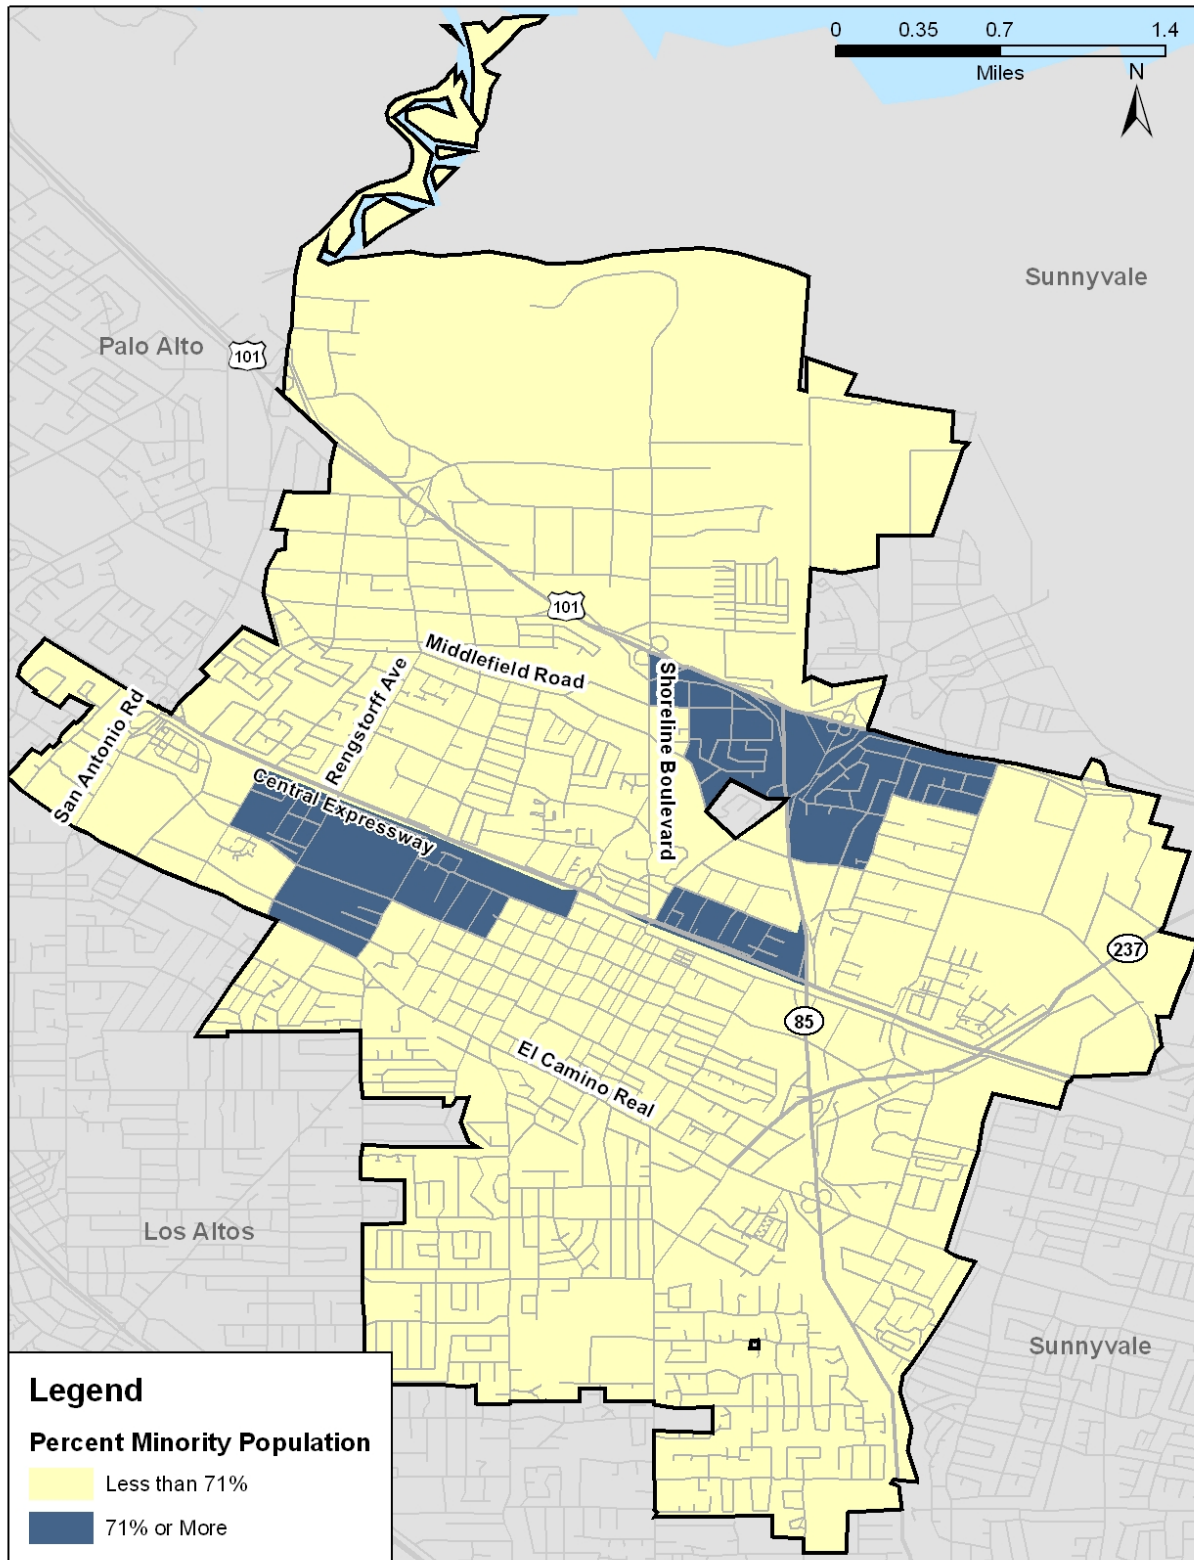 0 0.35 0.7 1.4
Miles
N
Sunnyvale
Palo Alto
101
101
Middlefield Road
Rengstorff Ave
Shoreline Boulevard
San Antonio Rd
Central Expressway
237
85
El Camino Real
Los Altos
Sunnyvale
Legend
Percent Minority Population
Less than 71%
71% or More